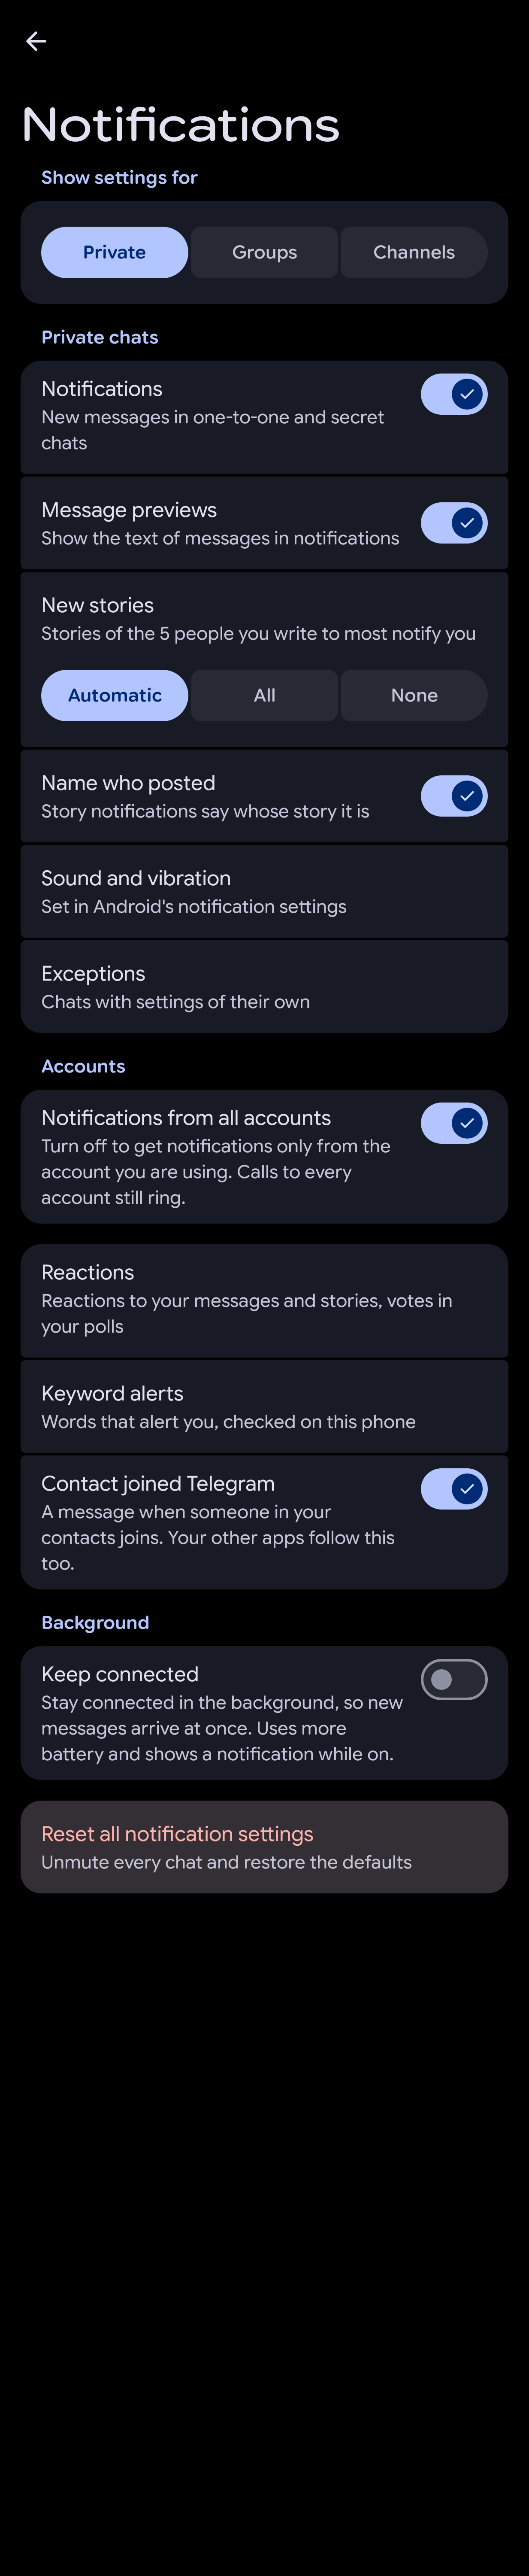 Notifications
Show settings for
Private
Groups
Channels
Private chats
Notifications
New messages in one-to-one and secret
chats
Message previews
Show the text of messages in notifications
New stories
Stories of the 5 people you write to most notify you
Automatic
All
None
Name who posted
Story notifications say whose story it is
Sound and vibration
Set in Android's notification settings
Exceptions
Chats with settings of their own
Accounts
Notifications from all accounts
Turn off to get notifications only from the
account you are using. Calls to every
account still ring.
Reactions
Reactions to your messages and stories, votes in
your polls
Keyword alerts
Words that alert you, checked on this phone
Contact joined Telegram
A message when someone in your
contacts joins. Your other apps follow this
too.
Background
Keep connected
Stay connected in the background, so new
messages arrive at once. Uses more
battery and shows a notification while on.
Reset all notification settings
Unmute every chat and restore the defaults